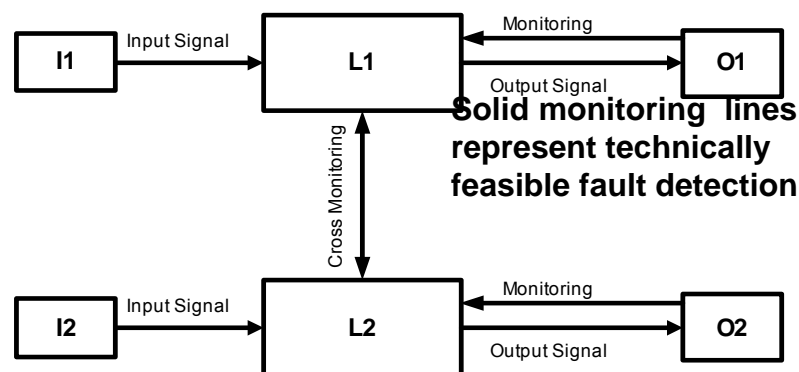 Monitoring
Input Signal
I1
L1
O1
Output Signal
Solid monitoring lines
represent technically
feasible fault detection
Cross Monitoring
Monitoring
Input Signal
I2
L2
O2
Output Signal